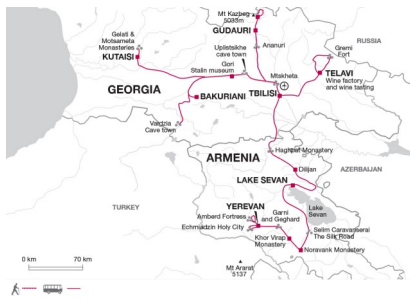 Mt Kazbeg
5033m
GUDAURI
RUSSIA
Gelati &
Motsameta
Monasteries
KUTAISI
Ananuri
Uplistsikhe
cave town
Gremi
Fort
Gori
Stalin museum
Mtskheta
TELAVI
Wine factory
and wine tasting
GEORGIA
BAKURIANI
TBILISI
Vardzia
Cave town
Haghpat Monastery
ARMENIA
Dilijan
AZERBAIJAN
LAKE SEVAN
TURKEY
YEREVAN
Lake
Sevan
Amberd Fortress
Garni
and Geghard
Echmiadzin Holy City
Selim Caravanserai
The Silk Road
Khor Virap
Monastery
Noravank Monastery
0 km
70 km
Mt Ararat
5137